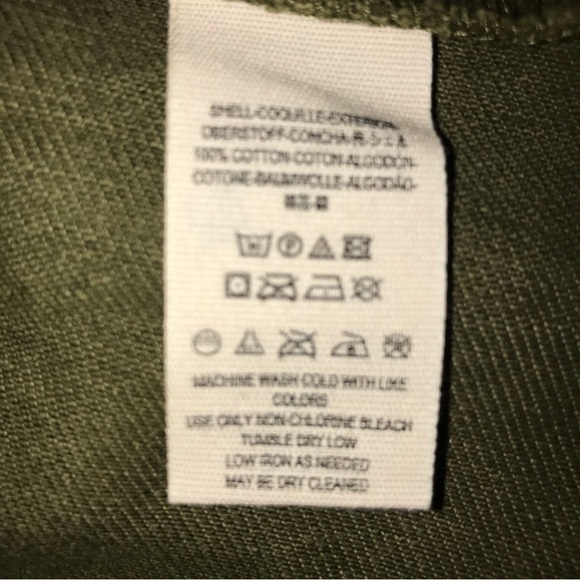 SHELL-COQUILLE-EXTERIOR-
OBERSTOFF-CONCHA-
100% COTTON-COTON-ALGODÓN-
COTONE-BAUMWOLLE-ALGODÃO-
MACHINE WASH COLD WITH LIKE
COLORS
USE ONLY NON-CHLORINE BLEACH
TUMBLE DRY LOW
LOW IRON AS NEEDED
MAY BE DRY CLEANED